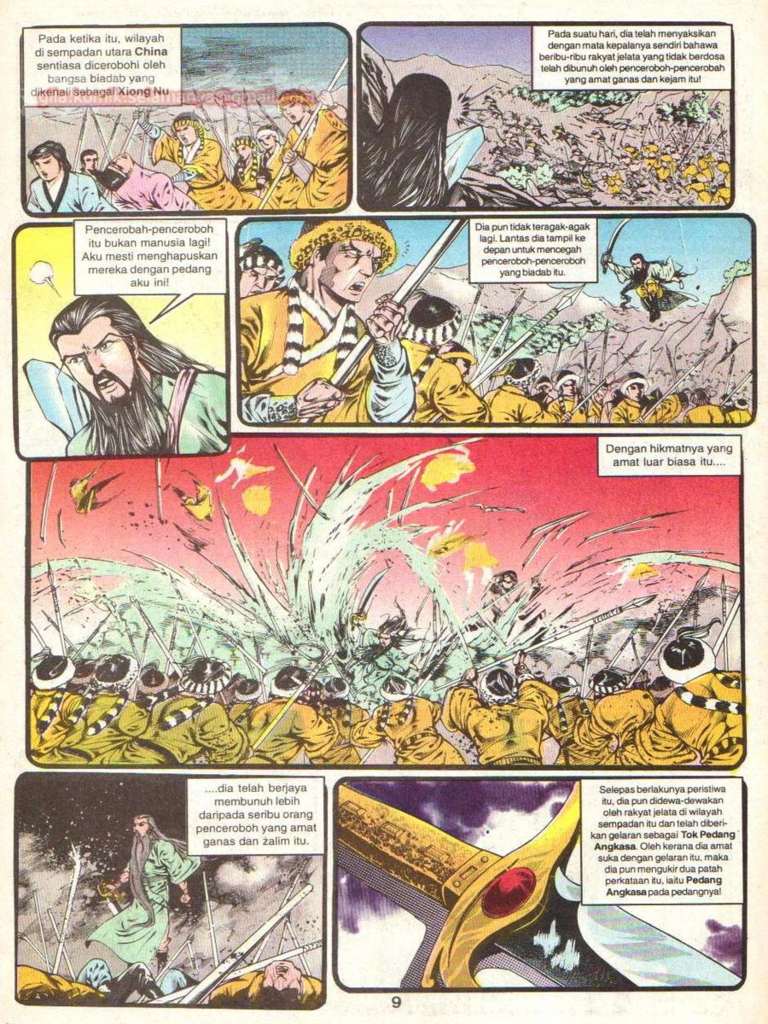 Pada ketika itu, wilayah
di sempadan utara China
sentiasa dicerobohi oleh
bangsa biadab yang
dikenali sebagai Xiong Nu
Pada suatu hari, dia telah menyaksikan
dengan mata kepalanya sendiri bahawa
beribu-ribu rakyat jelata yang tidak berdosa
telah dibunuh oleh penceroboh-pencerobah
yang amat ganas dan kejam itu!
Pencerobah-penceroboh
itu bukan manusia lagi!
Aku mesti menghapuskan
mereka dengan pedang
aku ini!
Dia pun tidak teragak-agak
lagi. Lantas dia tampil ke
depan untuk mencegah
penceroboh-penceroboh
yang biadab itu.
Dengan hikmatnya yang
amat luar biasa itu....
....dia telah berjaya
membunuh lebih
daripada seribu orang
penceroboh yang amat
ganas dan zalim itu.
Selepas berlakunya peristiwa
itu, dia pun didewa-dewakan
oleh rakyat jelata di wilayah
sempadan itu dan telah diberi-
kan gelaran sebagai Tok Pedang
Angkasa. Oleh kerana dia amat
suka dengan gelaran itu, maka
dia pun mengukir dua patah
perkataan itu, iaitu Pedang
Angkasa pada pedangnya!
9